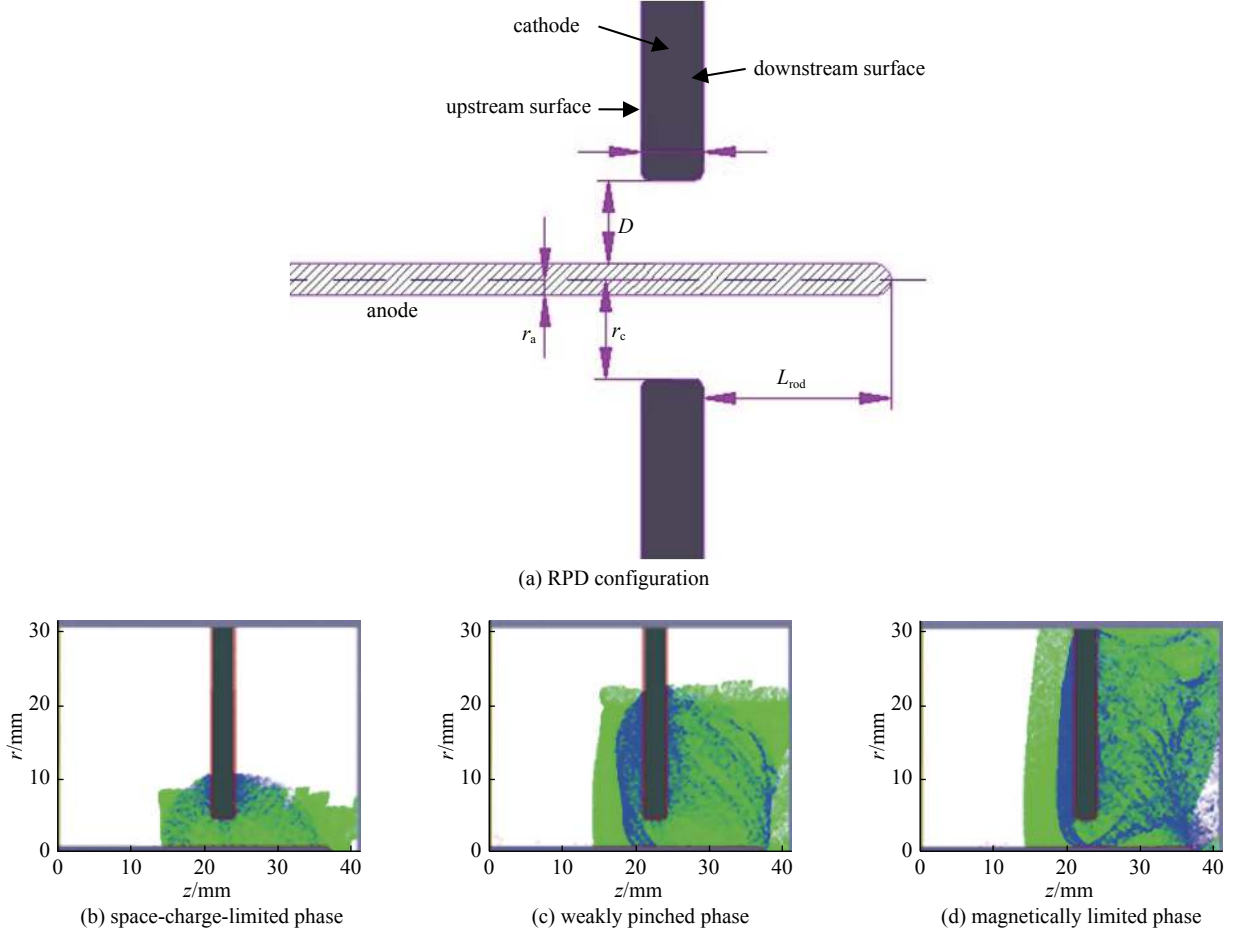 cathode
downstream surface
upstream surface
D
anode
r_a
r_c
L_rod
(a) RPD configuration
30
20
10
0
r/mm
0 10 20 30 40
z/mm
(b) space-charge-limited phase
30
20
10
0
r/mm
0 10 20 30 40
z/mm
(c) weakly pinched phase
30
20
10
0
r/mm
0 10 20 30 40
z/mm
(d) magnetically limited phase